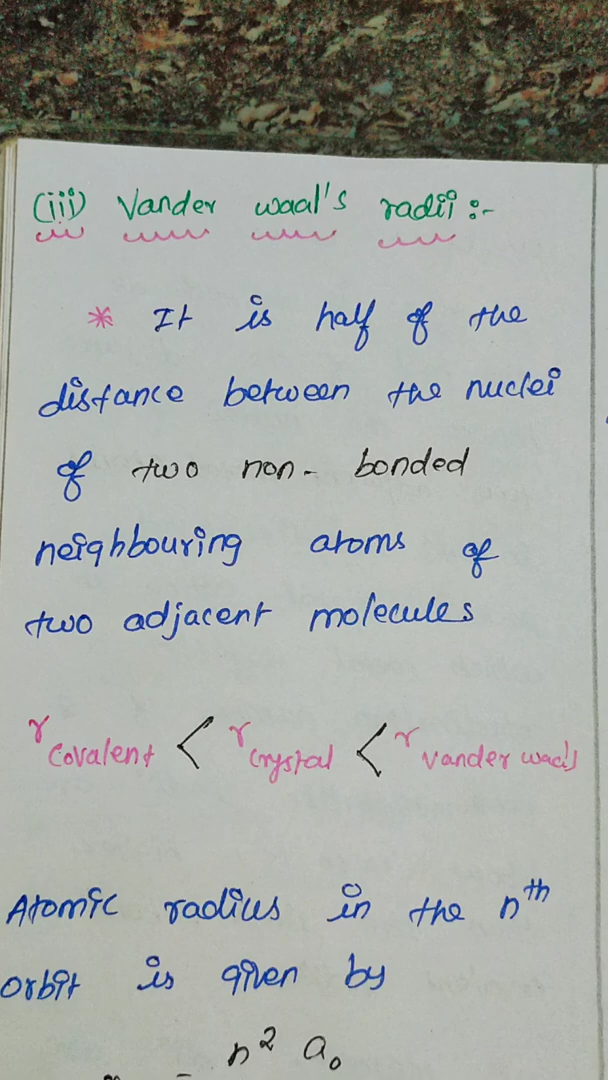 (iii) Vander waal's radii :-
* It is half of the
distance between the nuclei
of two non- bonded
neighbouring atoms of
two adjacent molecules
r covalent < r crystal < r vander waal's
Atomic radius in the nth
orbit is given by
n² a₀